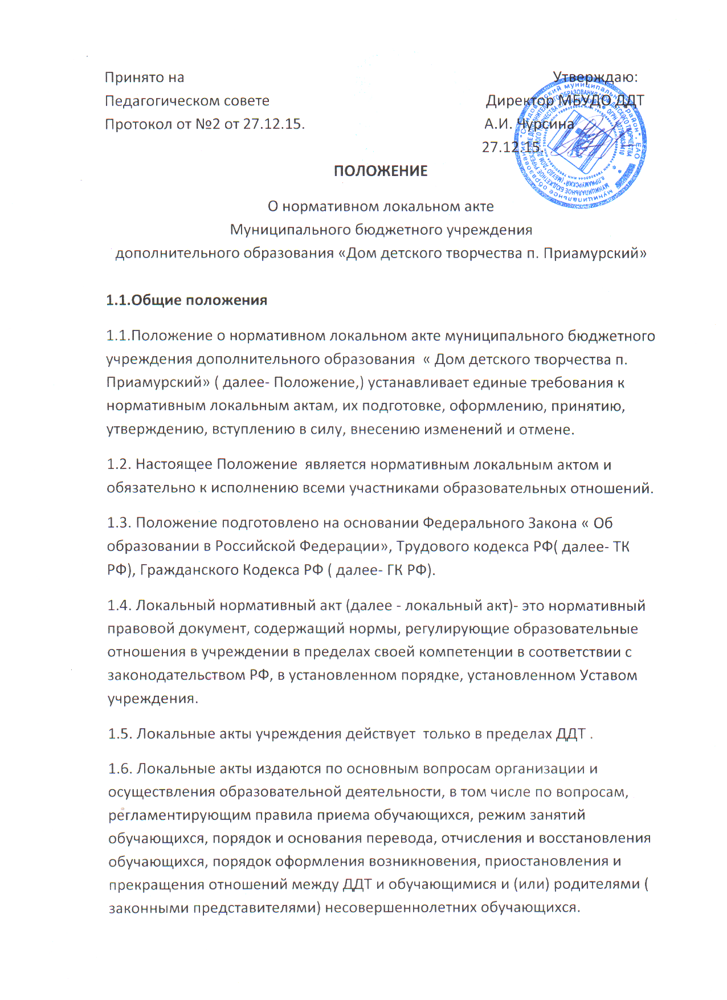 Принято на Утверждаю:
Педагогическом совете Директор МБУДО ДДТ
Протокол от №2 от 27.12.15. А.И. Чурсина
27.12.15.
ПОЛОЖЕНИЕ
О нормативном локальном акте
Муниципального бюджетного учреждения
дополнительного образования «Дом детского творчества п. Приамурский»
1.1.Общие положения
1.1.Положение о нормативном локальном акте муниципального бюджетного
учреждения дополнительного образования « Дом детского творчества п.
Приамурский» ( далее- Положение,) устанавливает единые требования к
нормативным локальным актам, их подготовке, оформлению, принятию,
утверждению, вступлению в силу, внесению изменений и отмене.
1.2. Настоящее Положение является нормативным локальным актом и
обязательно к исполнению всеми участниками образовательных отношений.
1.3. Положение подготовлено на основании Федерального Закона « Об
образовании в Российской Федерации», Трудового кодекса РФ( далее- ТК
РФ), Гражданского Кодекса РФ ( далее- ГК РФ).
1.4. Локальный нормативный акт (далее - локальный акт)- это нормативный
правовой документ, содержащий нормы, регулирующие образовательные
отношения в учреждении в пределах своей компетенции в соответствии с
законодательством РФ, в установленном порядке, установленном Уставом
учреждения.
1.5. Локальные акты учреждения действует только в пределах ДДТ .
1.6. Локальные акты издаются по основным вопросам организации и
осуществления образовательной деятельности, в том числе по вопросам,
регламентирующим правила приема обучающихся, режим занятий
обучающихся, порядок и основания перевода, отчисления и восстановления
обучающихся, порядок оформления возникновения, приостановления и
прекращения отношений между ДДТ и обучающимися и (или) родителями (
законными представителями) несовершеннолетних обучающихся.